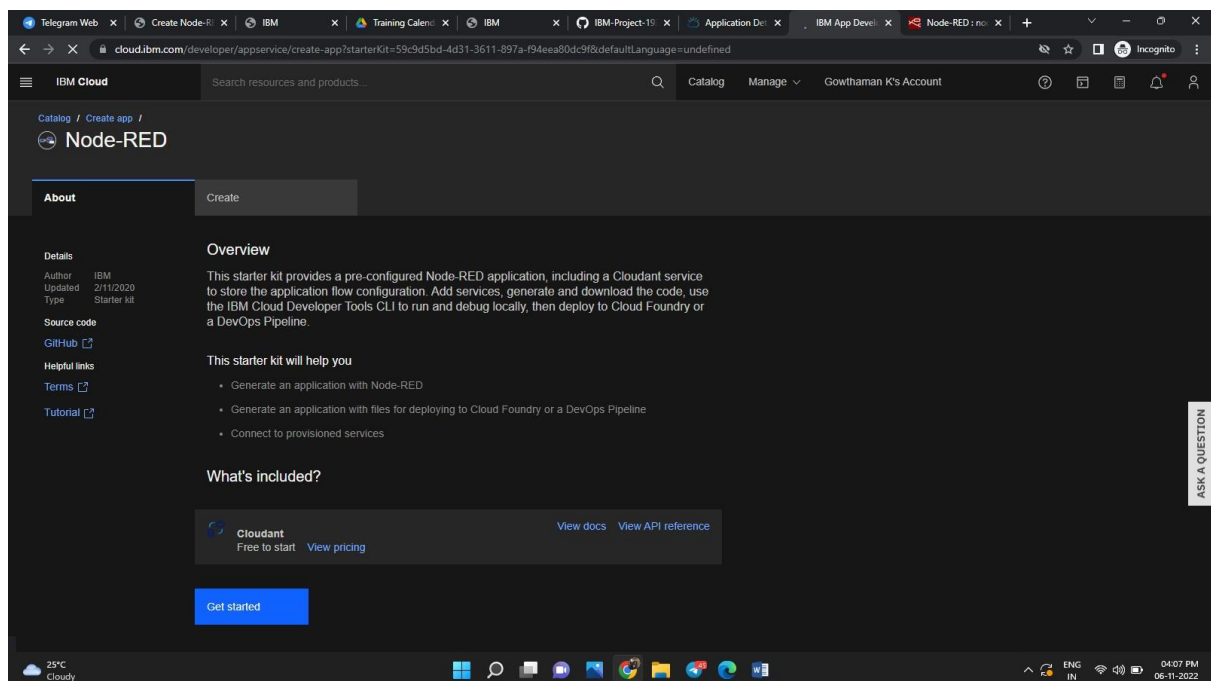 Telegram Web
Create Node-R
IBM
Training Calend
IBM
IBM-Project-19
Application Det
IBM App Devel
Node-RED : no
cloud.ibm.com/developer/appservice/create-app?starterKit=59c9d5bd-4d31-3611-897a-f94eea80dc9f&defaultLanguage=undefined
Incognito
IBM Cloud
Search resources and products...
Catalog
Manage
Gowthaman K's Account
Catalog / Create app /
Node-RED
About
Create
Details
Author IBM
Updated 2/11/2020
Type Starter kit
Source code
GitHub
Helpful links
Terms
Tutorial
Overview
This starter kit provides a pre-configured Node-RED application, including a Cloudant service
to store the application flow configuration. Add services, generate and download the code, use
the IBM Cloud Developer Tools CLI to run and debug locally, then deploy to Cloud Foundry or
a DevOps Pipeline.
This starter kit will help you
• Generate an application with Node-RED
• Generate an application with files for deploying to Cloud Foundry or a DevOps Pipeline
• Connect to provisioned services
What's included?
Cloudant
Free to start View pricing
View docs View API reference
Get started
ASK A QUESTION
25°C
Cloudy
45
ENG
IN
04:07 PM
06-11-2022